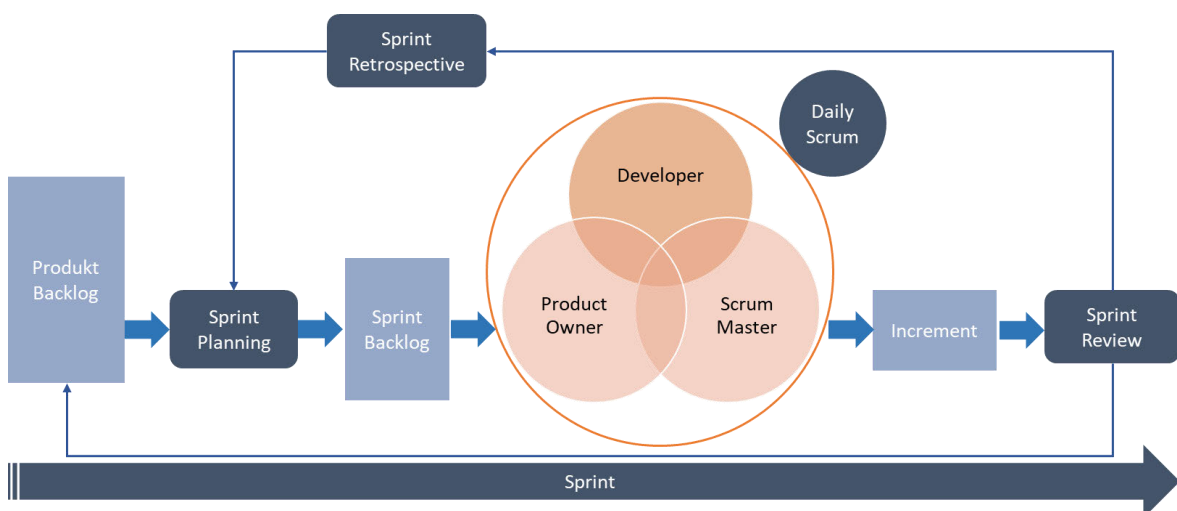 Sprint
Retrospective
Daily
Scrum
Developer
Produkt
Backlog
Sprint
Planning
Sprint
Backlog
Product
Owner
Scrum
Master
Increment
Sprint
Review
Sprint